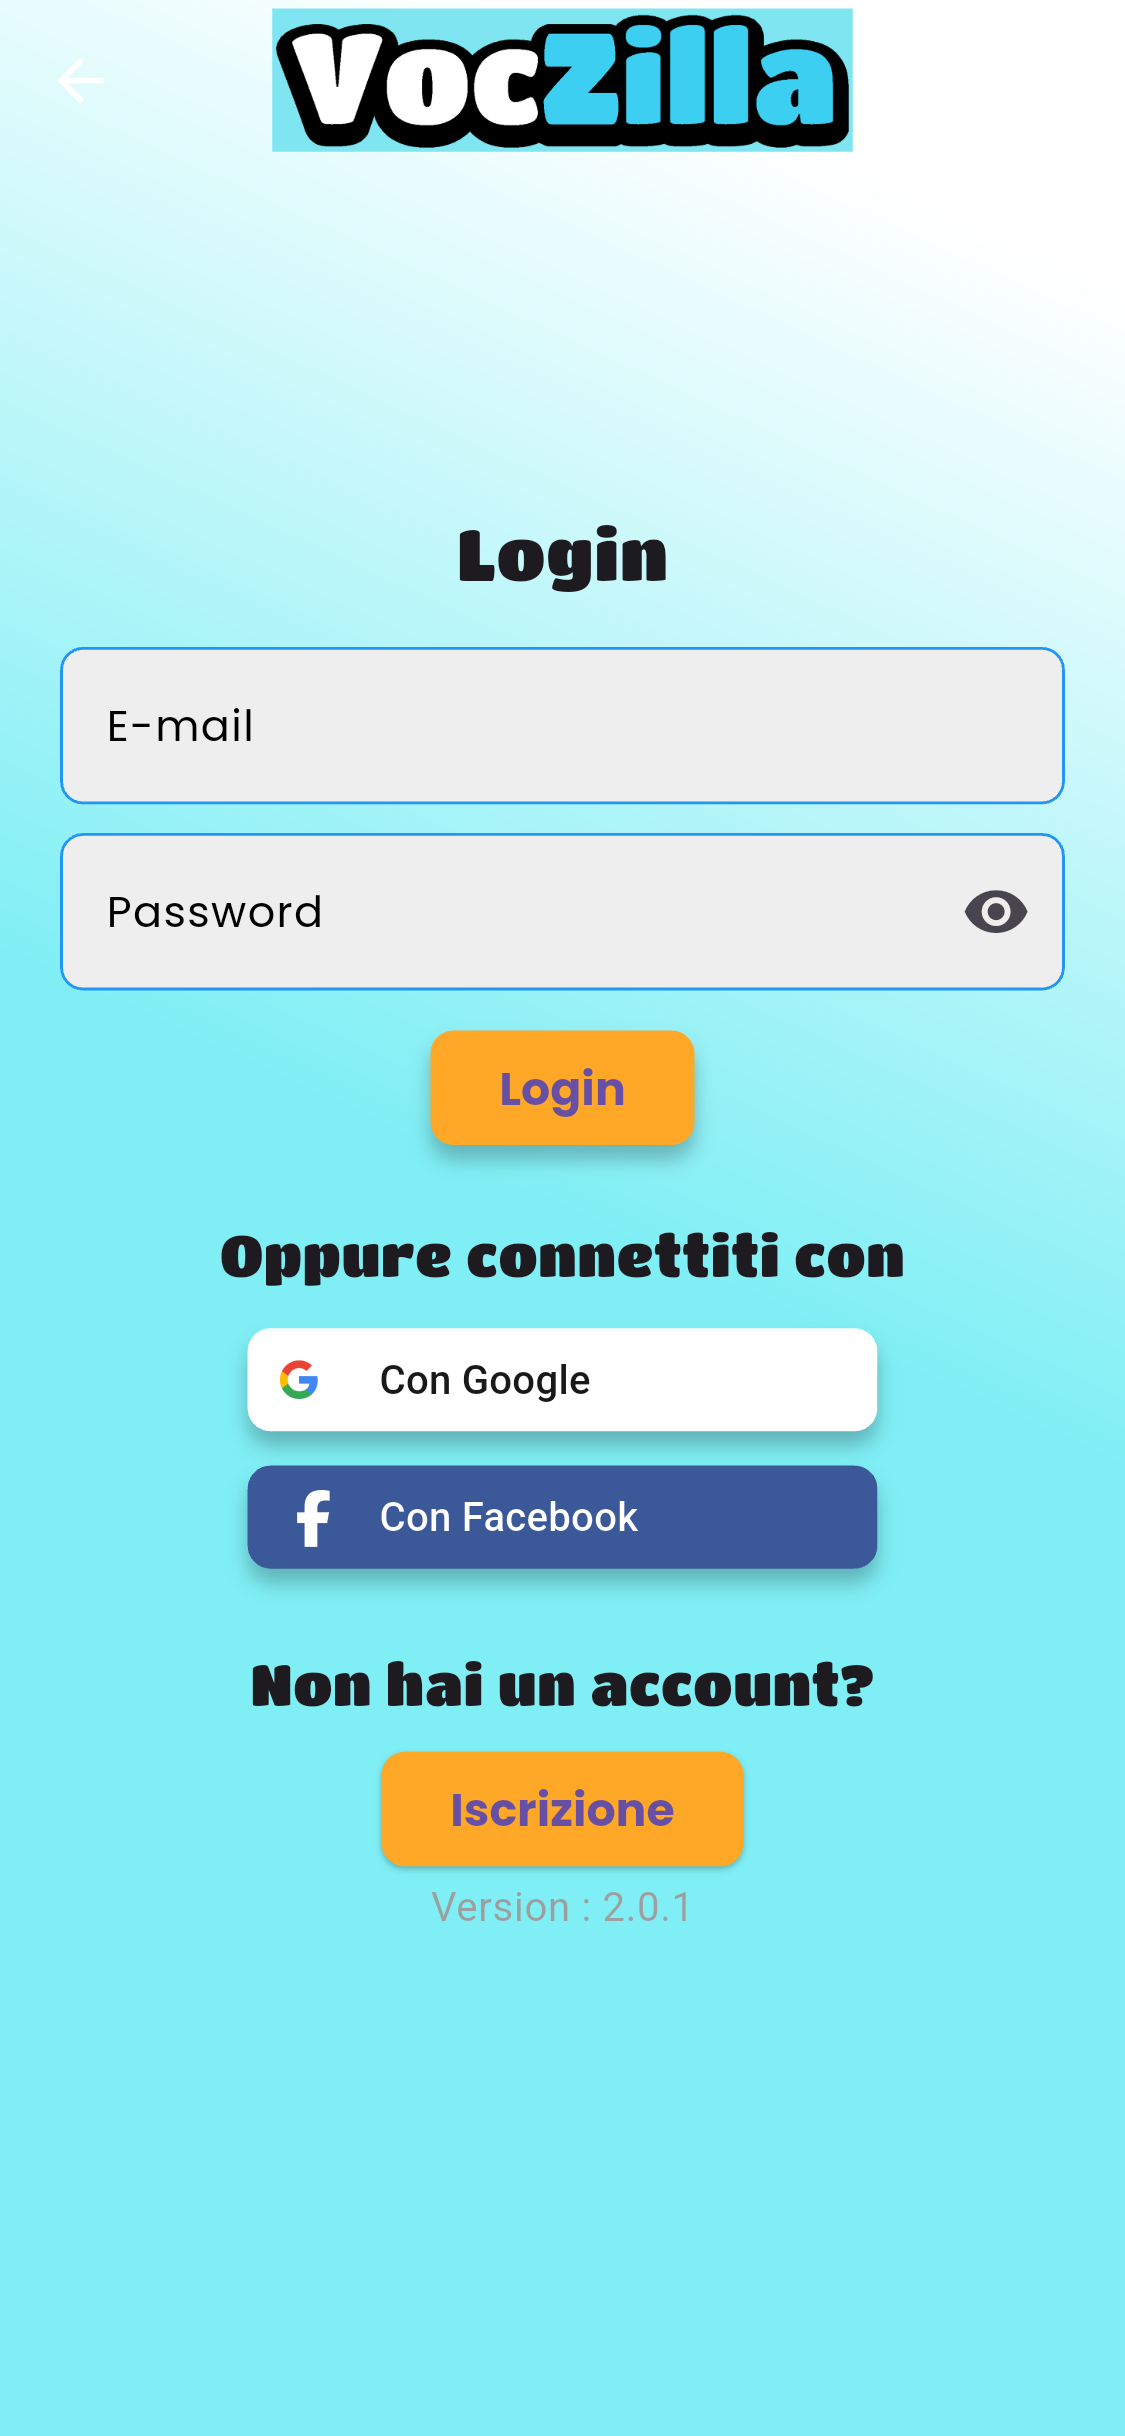 VocZilla
Login
E-mail
Password
Login
Oppure connettiti con
Con Google
Con Facebook
Non hai un account?
Iscrizione
Version : 2.0.1